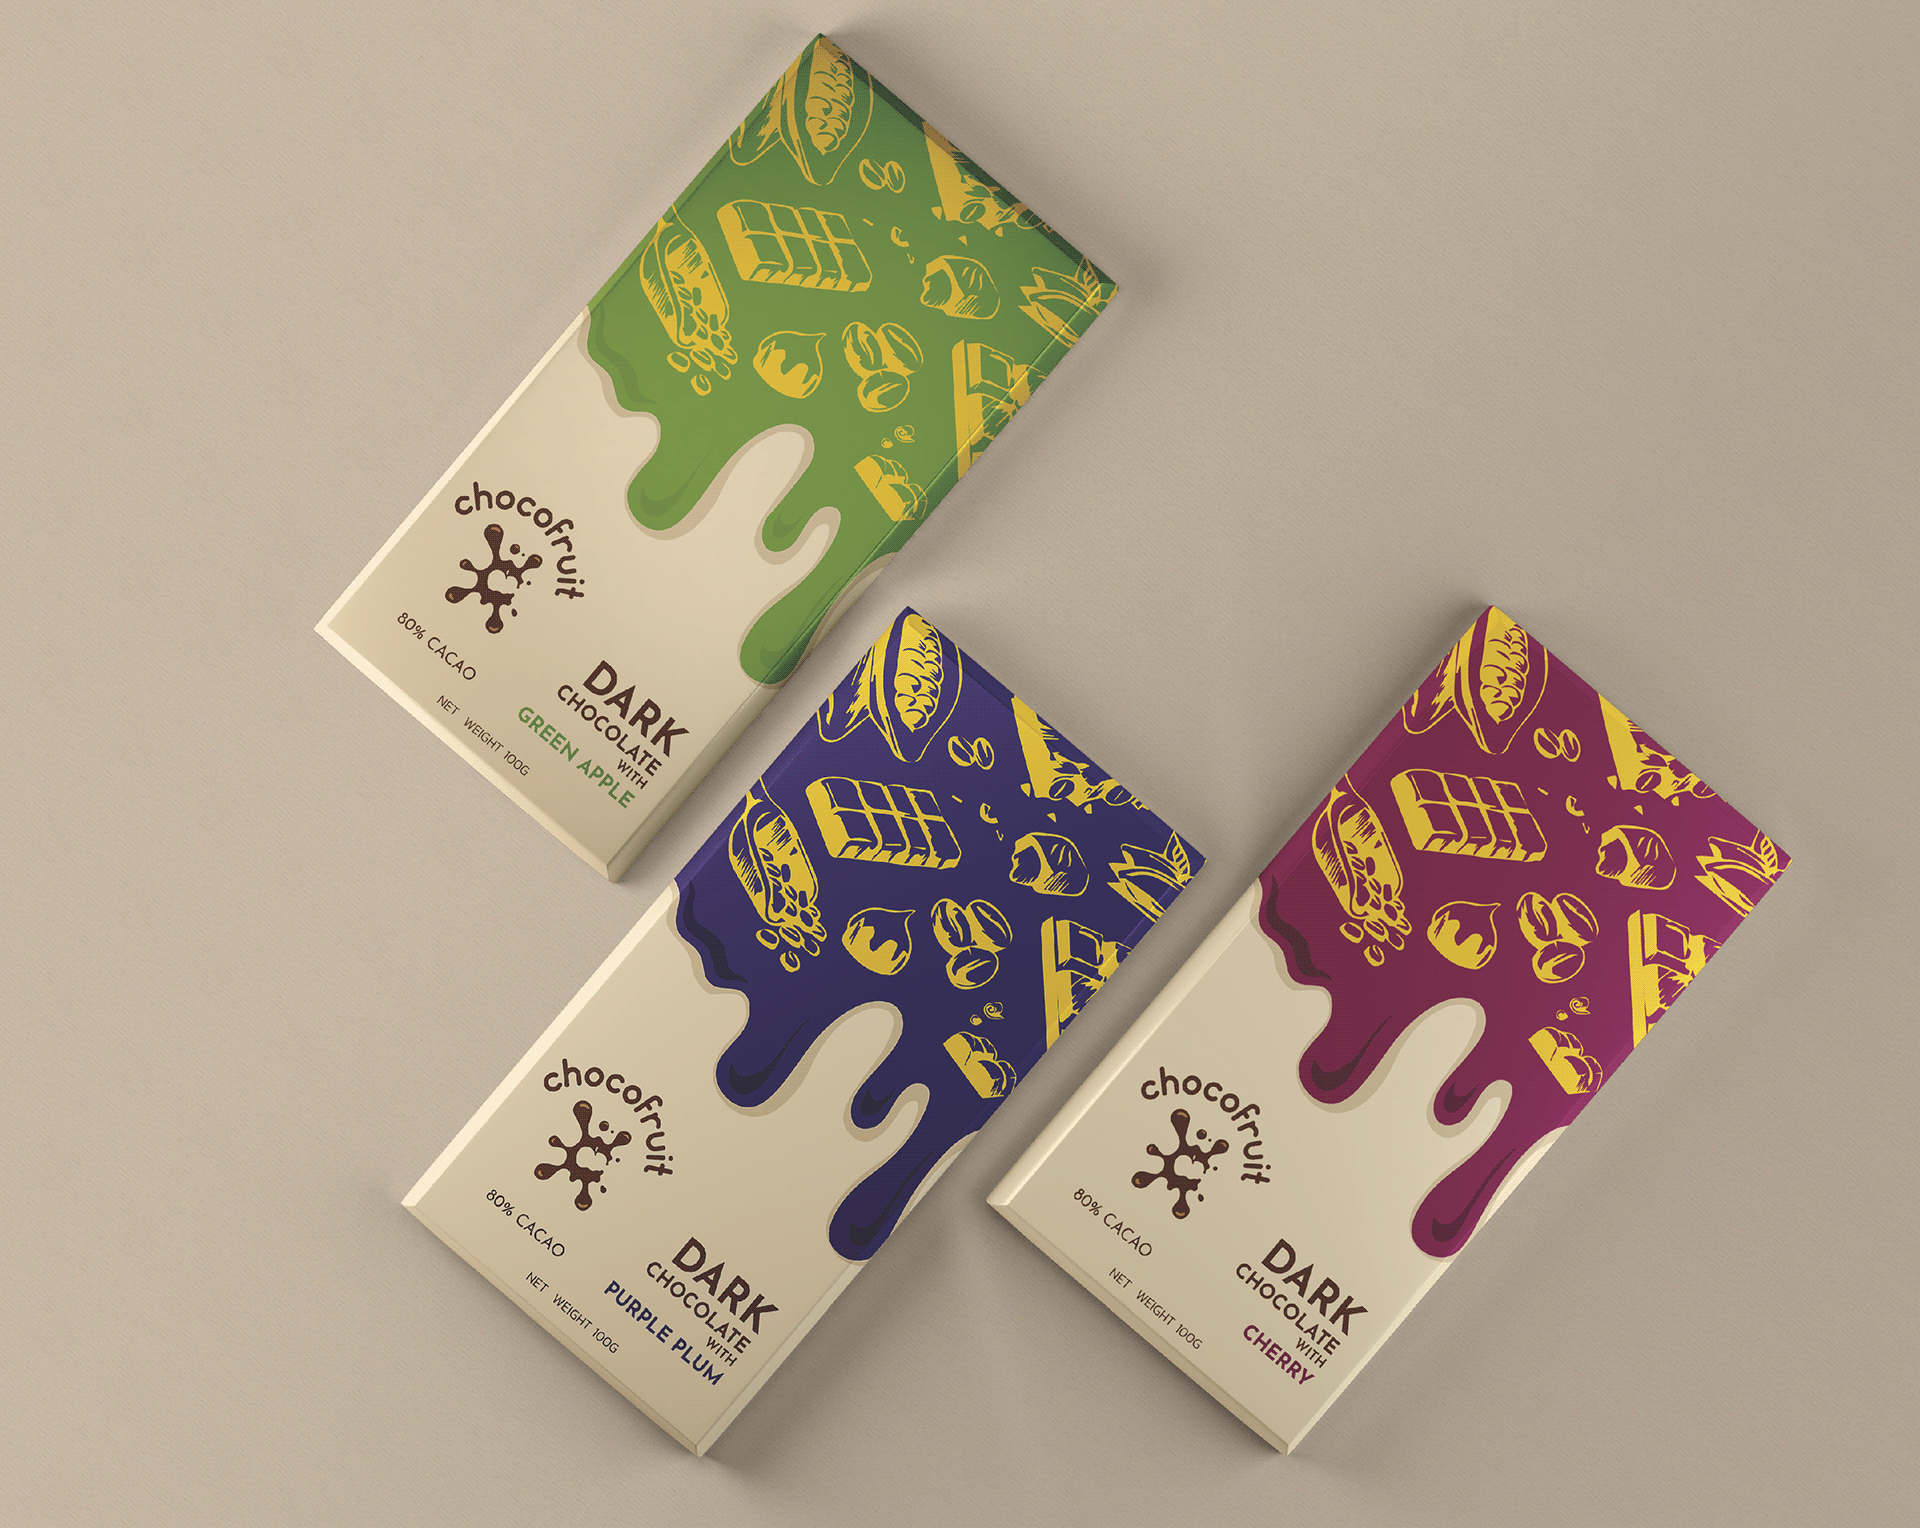 chocofruit
80% CACAO
NET WEIGHT 100G
DARK
CHOCOLATE
WITH
GREEN APPLE
chocofruit
80% CACAO
NET WEIGHT 100G
DARK
CHOCOLATE
WITH
PURPLE PLUM
chocofruit
80% CACAO
NET WEIGHT 100G
DARK
CHOCOLATE
WITH
CHERRY